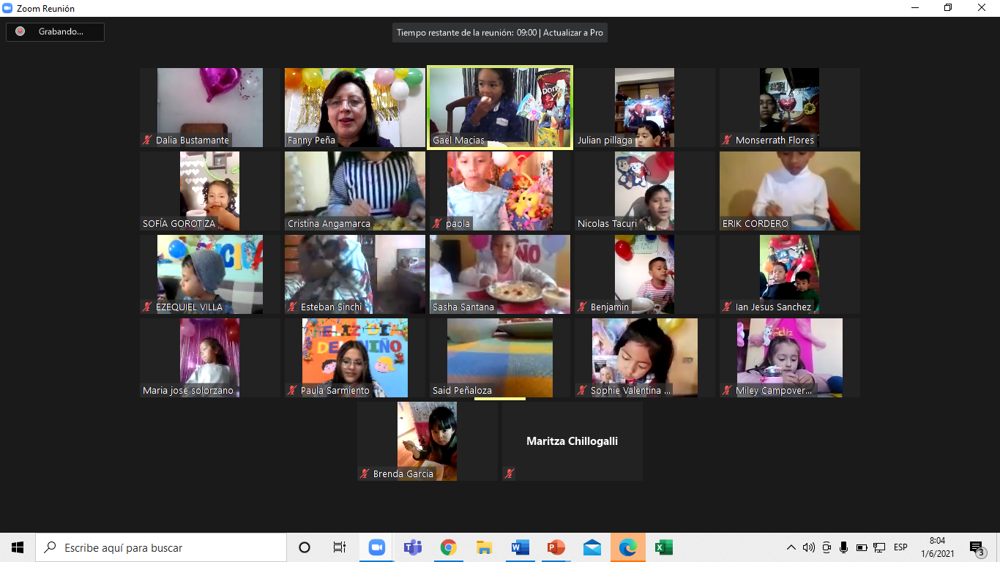 Zoom Reunión
Grabando...
Tiempo restante de la reunión: 09:00 | Actualizar a Pro
Dalia Bustamante
Fanny Peña
Gael Macias
Julian pillaga
Monserrath Flores
SOFÍA GOROTIZA
Cristina Angamarca
paola
Nicolas Tacuri
ERIK CORDERO
EZEQUIEL VILLA
Esteban Sinchi
Sasha Santana
Benjamin
Ian Jesus Sanchez
Maria jose solorzano
FELIZ DIA
DEL NIÑO
Paula Sarmiento
Said Peñaloza
Sophie Valentina ...
Feliz
Miley Campover...
Brenda Garcia
Maritza Chillogalli
Escribe aquí para buscar
ESP
8:04
1/6/2021
3